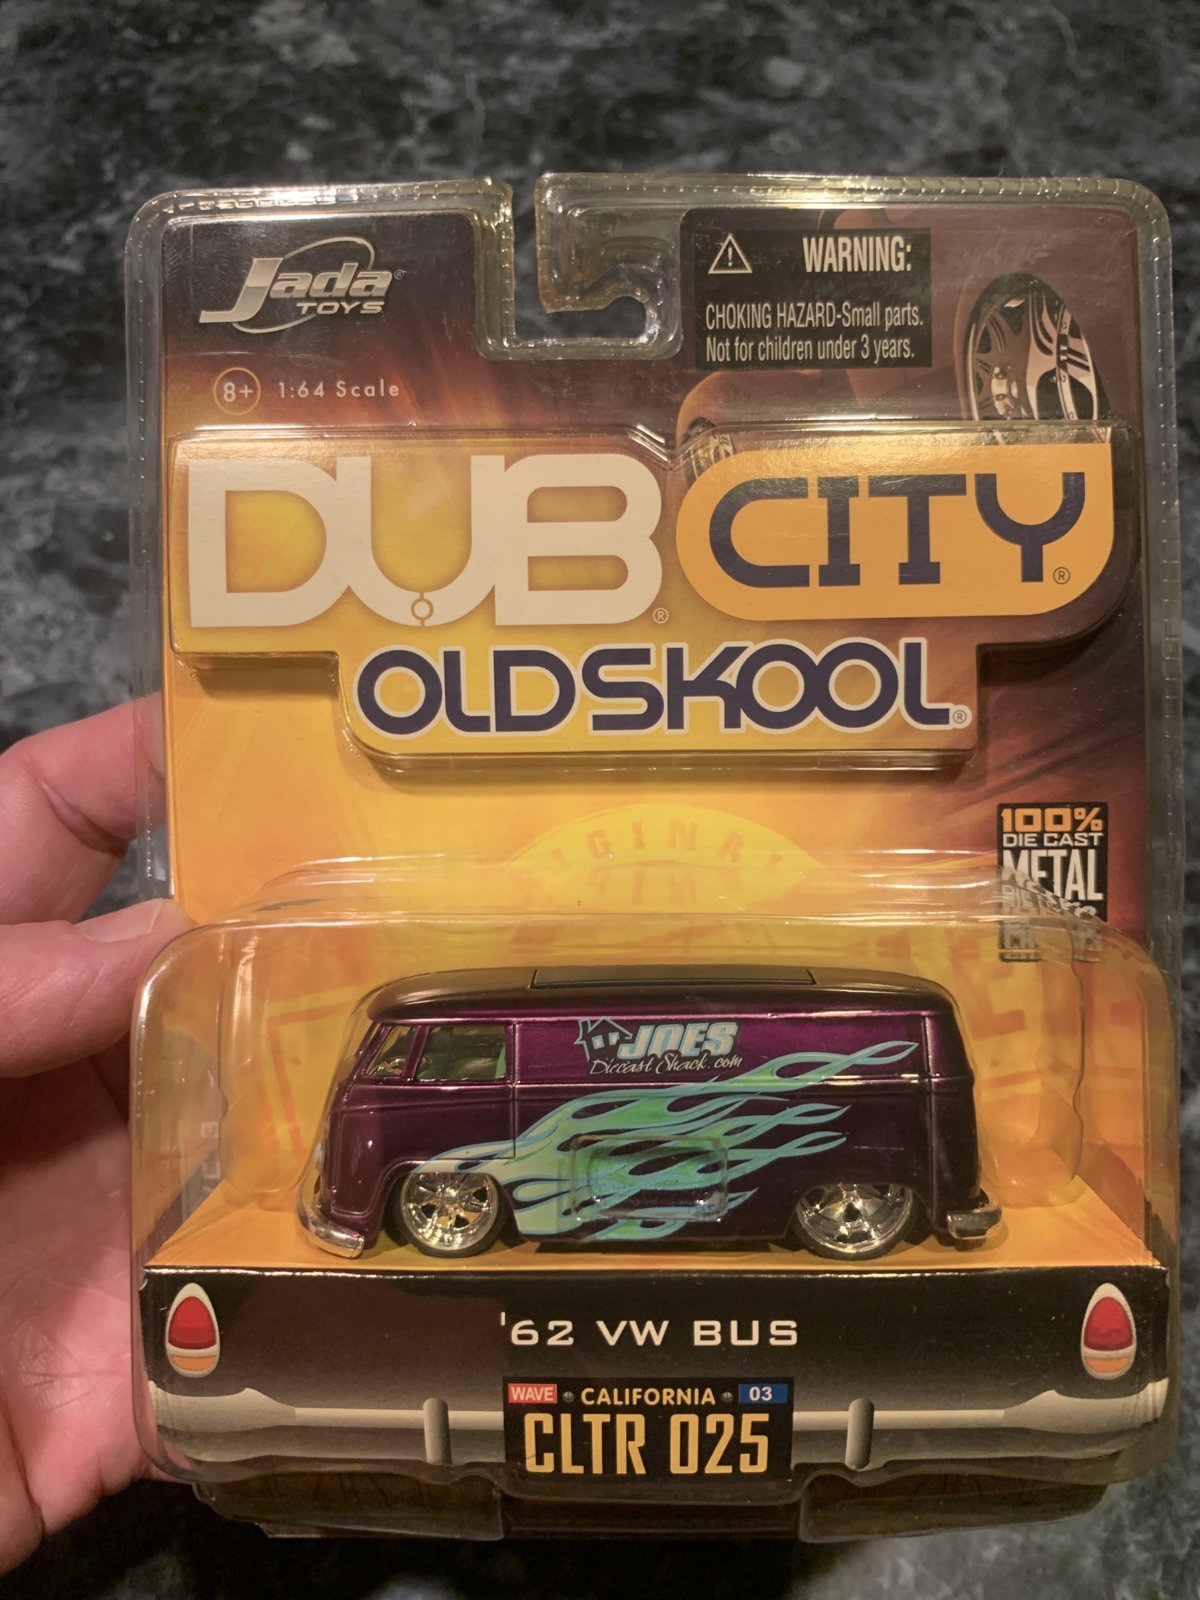 Jada®
TOYS
8+ 1:64 Scale
WARNING:
CHOKING HAZARD-Small parts.
Not for children under 3 years.
DUB® CITY®
OLDSKOOL®
100%
DIE CAST
METAL
JOES
Diecast Shack.com
'62 VW BUS
WAVE CALIFORNIA 03
CLTR 025